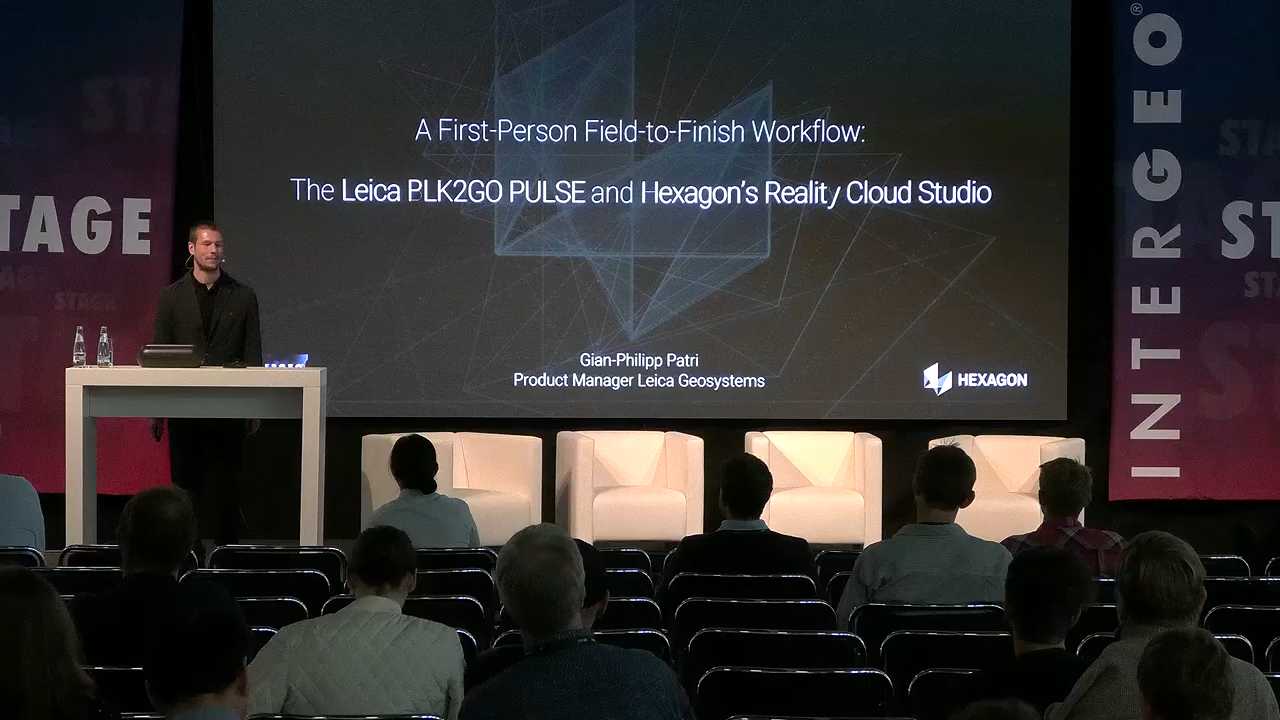 A First-Person Field-to-Finish Workflow:
The Leica BLK2GO PULSE and Hexagon's Reality Cloud Studio
Gian-Philipp Patri
Product Manager Leica Geosystems
HEXAGON
TAGE
STAGE
INTERGEO®